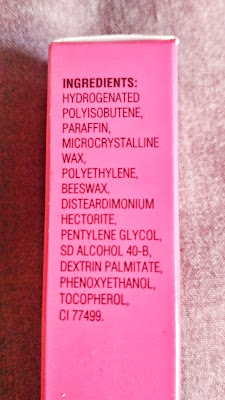 INGREDIENTS:
HYDROGENATED
POLYISOBUTENE,
PARAFFIN,
MICROCRYSTALLINE
WAX,
POLYETHYLENE,
BEESWAX,
DISTEARDIMONIUM
HECTORITE,
PENTYLENE GLYCOL,
SD ALCOHOL 40-B,
DEXTRIN PALMITATE,
PHENOXYETHANOL,
TOCOPHEROL,
CI 77499.